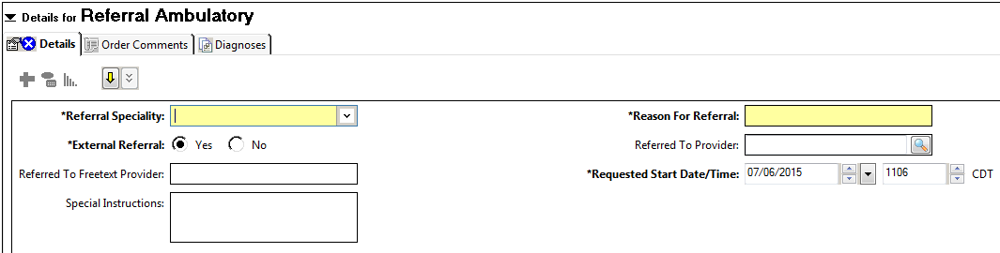 Details for Referral Ambulatory
Details Order Comments Diagnoses
*Referral Speciality: *Reason For Referral:
*External Referral: Yes No Referred To Provider:
Referred To Freetext Provider: *Requested Start Date/Time: 07/06/2015 1106 CDT
Special Instructions: